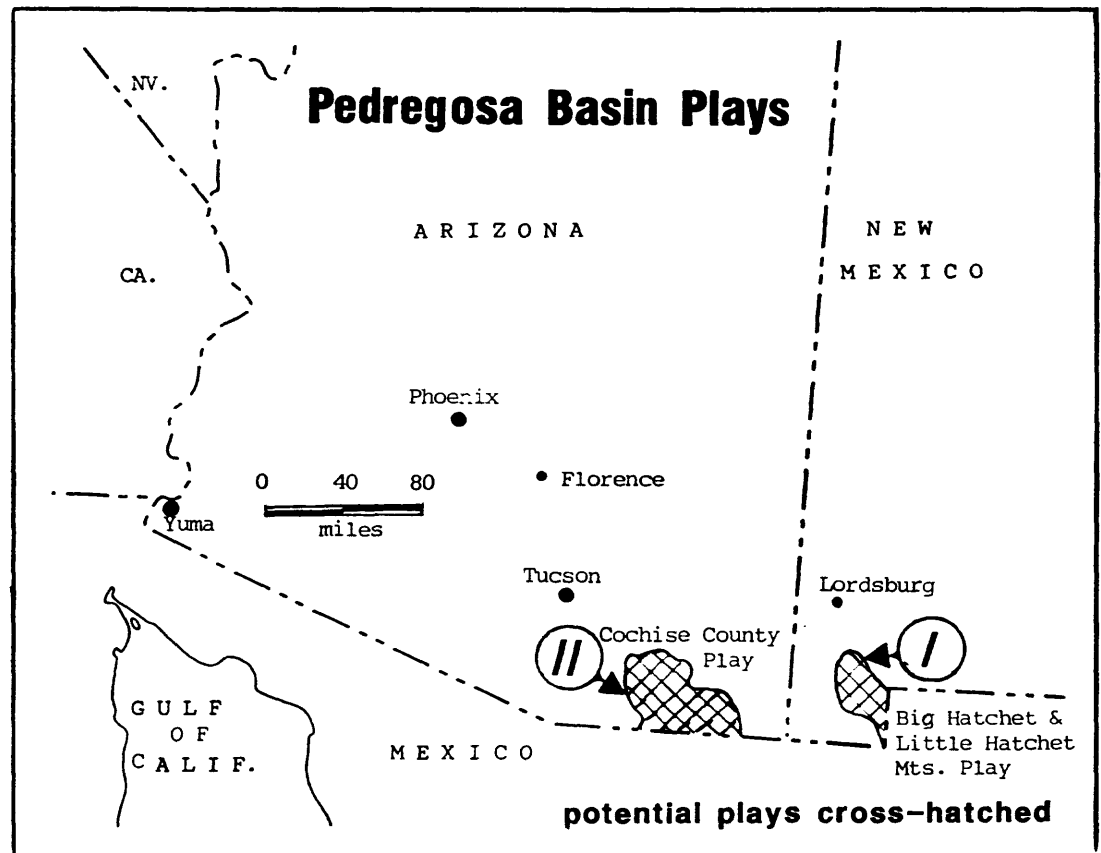 NV.
Pedregosa Basin Plays
ARIZONA
NEW
MEXICO
CA.
Phoenix
0 40 80
miles
Florence
Yuma
Tucson
Lordsburg
II
Cochise County
Play
I
GULF
OF
CALIF.
MEXICO
Big Hatchet &
Little Hatchet
Mts. Play
potential plays cross-hatched